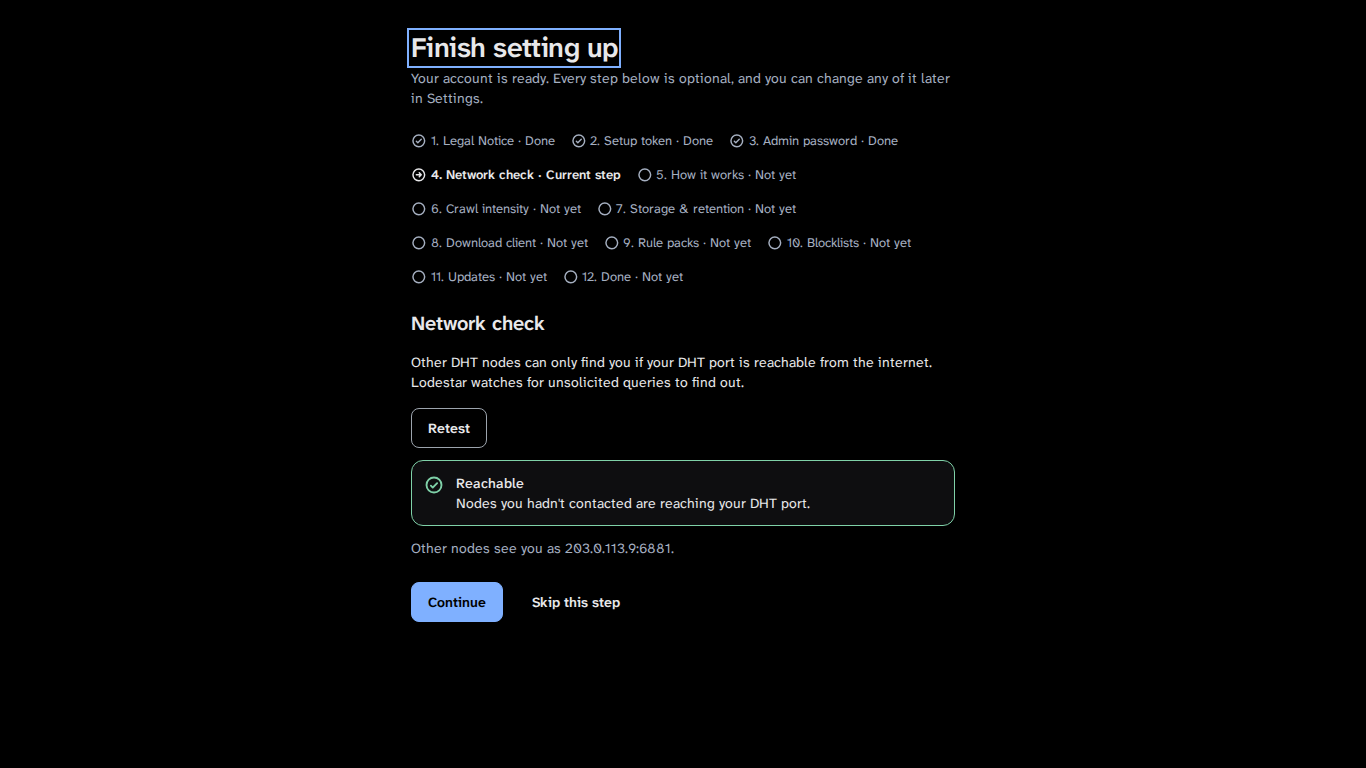 Finish setting up
Your account is ready. Every step below is optional, and you can change any of it later
in Settings.
1. Legal Notice · Done
2. Setup token · Done
3. Admin password · Done
4. Network check · Current step
5. How it works · Not yet
6. Crawl intensity · Not yet
7. Storage & retention · Not yet
8. Download client · Not yet
9. Rule packs · Not yet
10. Blocklists · Not yet
11. Updates · Not yet
12. Done · Not yet
Network check
Other DHT nodes can only find you if your DHT port is reachable from the internet.
Lodestar watches for unsolicited queries to find out.
Retest
Reachable
Nodes you hadn't contacted are reaching your DHT port.
Other nodes see you as 203.0.113.9:6881.
Continue
Skip this step